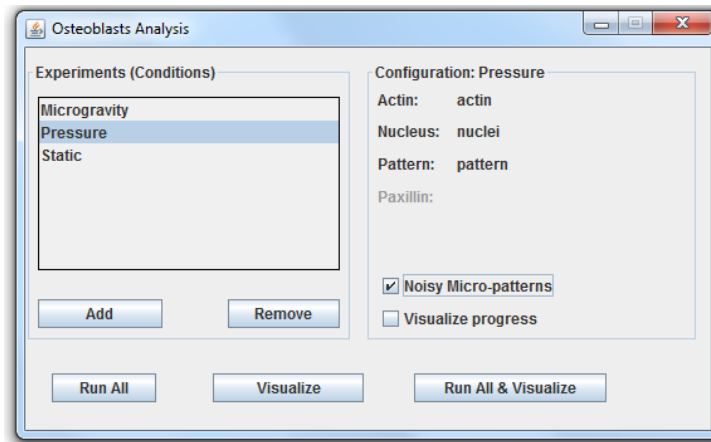 Osteoblasts Analysis
Experiments (Conditions)
Microgravity
Pressure
Static
Add Remove
Configuration: Pressure
Actin: actin
Nucleus: nuclei
Pattern: pattern
Paxillin:
Noisy Micro-patterns
Visualize progress
Run All Visualize Run All & Visualize